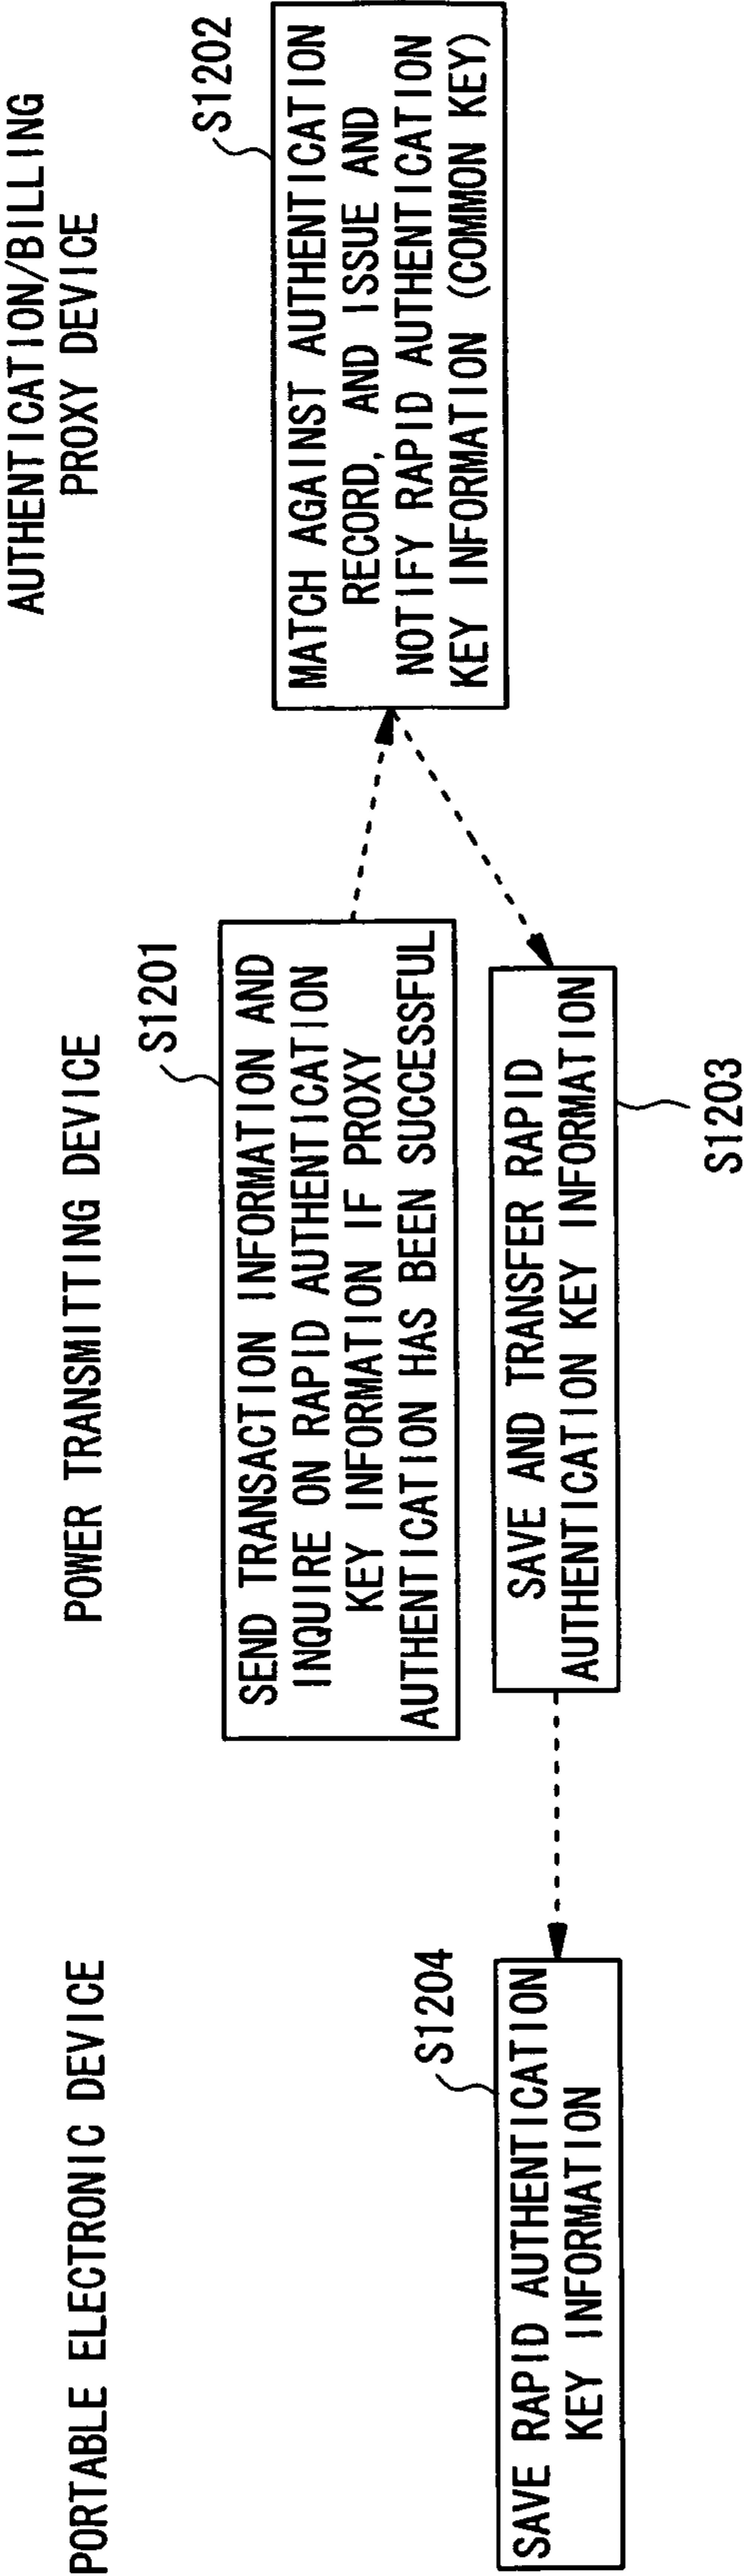 PORTABLE ELECTRONIC DEVICE
POWER TRANSMITTING DEVICE
AUTHENTICATION/BILLING
PROXY DEVICE
S1201
SEND TRANSACTION INFORMATION AND
INQUIRE ON RAPID AUTHENTICATION
KEY INFORMATION IF PROXY
AUTHENTICATION HAS BEEN SUCCESSFUL
S1202
MATCH AGAINST AUTHENTICATION
RECORD, AND ISSUE AND
NOTIFY RAPID AUTHENTICATION
KEY INFORMATION (COMMON KEY)
SAVE AND TRANSFER RAPID
AUTHENTICATION KEY INFORMATION
S1203
S1204
SAVE RAPID AUTHENTICATION
KEY INFORMATION